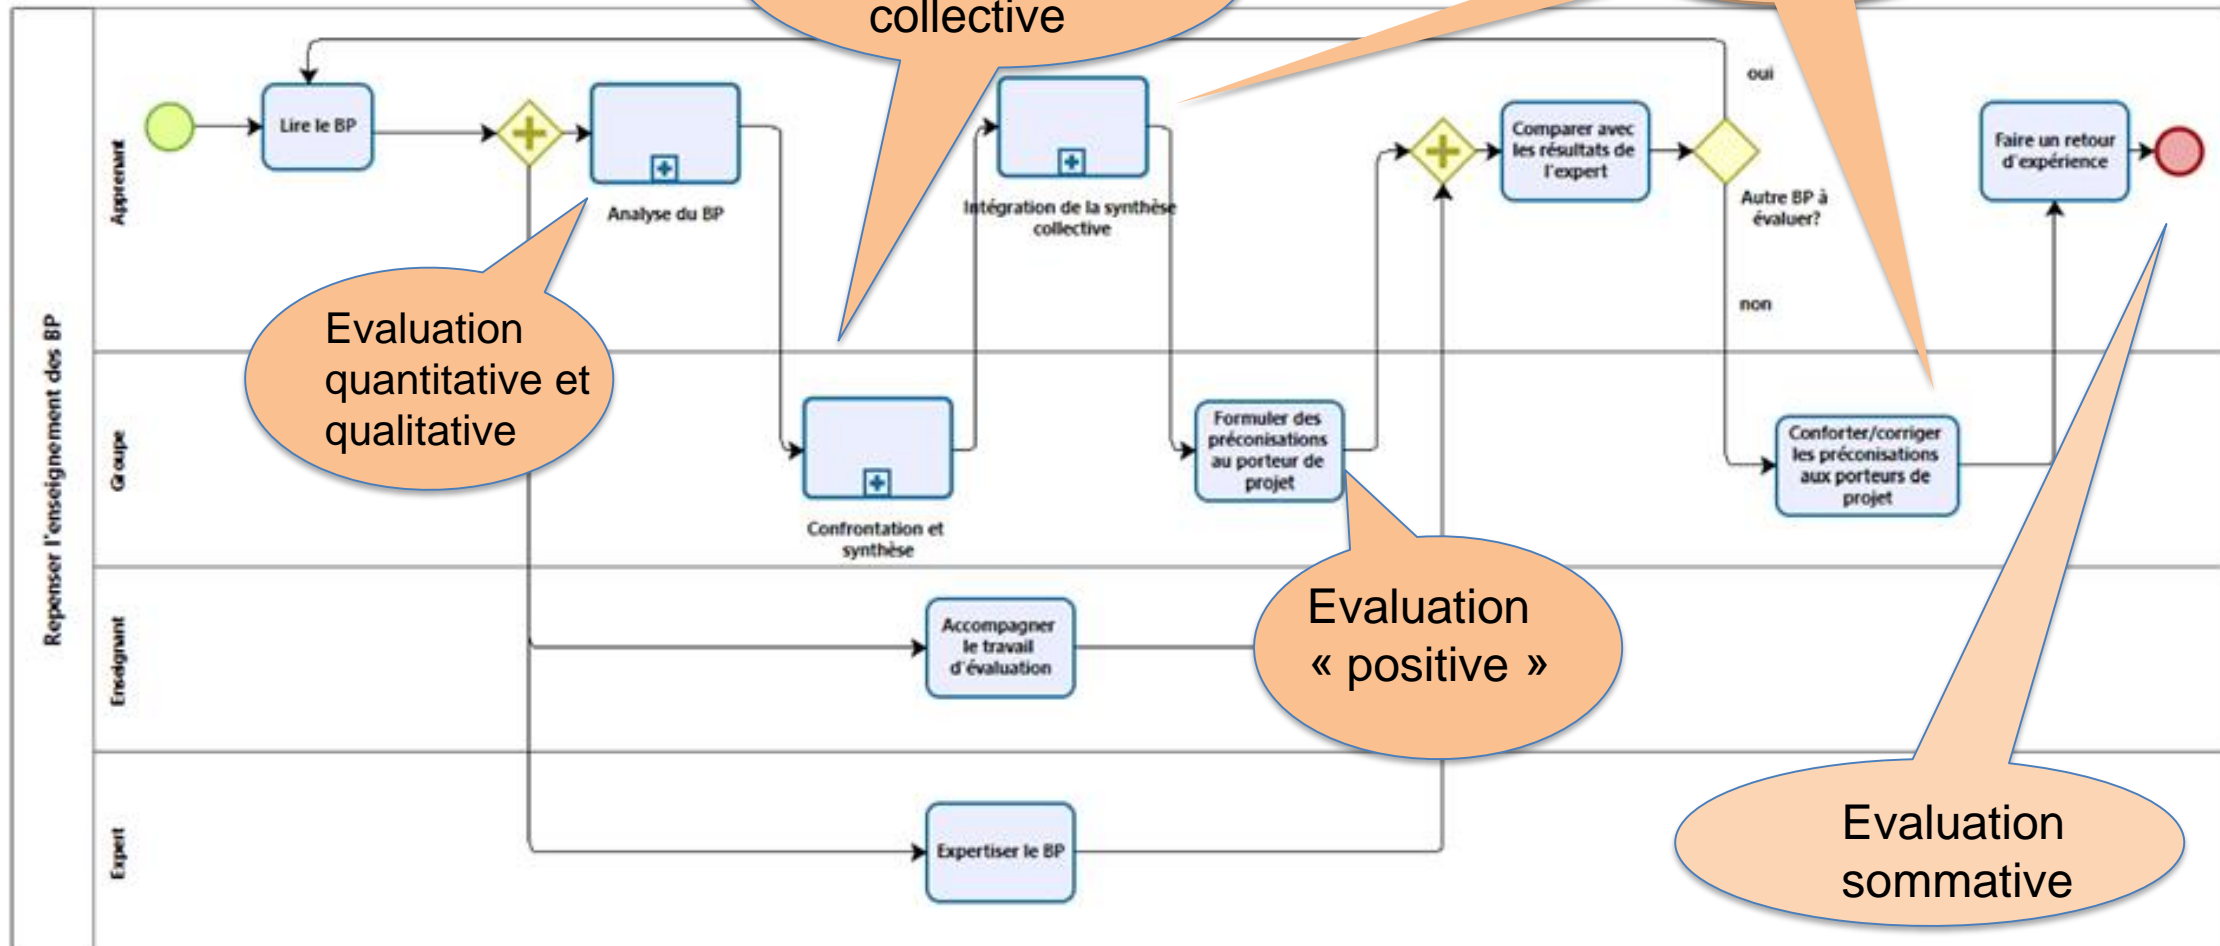 collective
oui
Lire le BP
Comparer avec
les résultats de
l'expert
Faire un retour
d'expérience
Apprenant
Analyse du BP
Intégration de la synthèse
collective
Autre BP à
évaluer?
non
Evaluation
quantitative et
qualitative
Repenser l'enseignement des BP
Groupe
Formuler des
préconisations
au porteur de
projet
Conforter/corriger
les préconisations
aux porteurs de
projet
Confrontation et
synthèse
Evaluation
« positive »
Enseignant
Accompagner
le travail
d'évaluation
Evaluation
sommative
Expert
Expertiser le BP